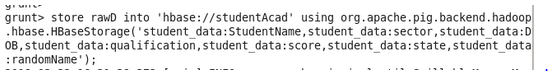 grunt>
grunt> store rawD into 'hbase://studentAcad' using org.apache.pig.backend.hadoop
.hbase.HBaseStorage('student_data:StudentName,student_data:sector,student_data:D
OB,student_data:qualification,student_data:score,student_data:state,student_data
:randomName');